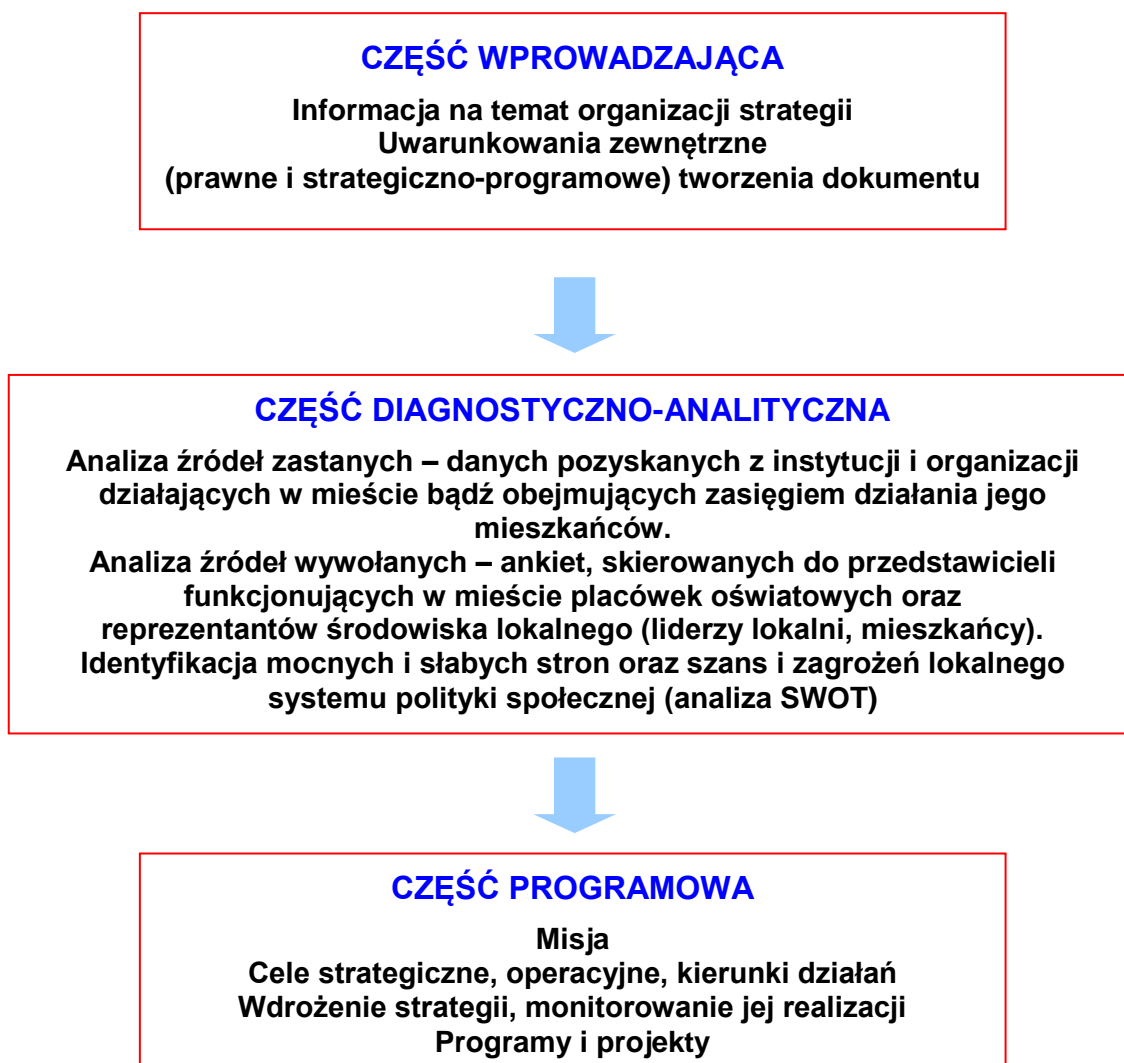 CZĘŚĆ WPROWADZAJĄCA
Informacja na temat organizacji strategii
Uwarunkowania zewnętrzne
(prawne i strategiczno-programowe) tworzenia dokumentu
CZĘŚĆ DIAGNOSTYCZNO-ANALITYCZNA
Analiza źródeł zastanych – danych pozyskanych z instytucji i organizacji
działających w mieście bądź obejmujących zasięgiem działania jego
mieszkańców.
Analiza źródeł wywołanych – ankiet, skierowanych do przedstawicieli
funkcjonujących w mieście placówek oświatowych oraz
reprezentantów środowiska lokalnego (liderzy lokalni, mieszkańcy).
Identyfikacja mocnych i słabych stron oraz szans i zagrożeń lokalnego
systemu polityki społecznej (analiza SWOT)
CZĘŚĆ PROGRAMOWA
Misja
Cele strategiczne, operacyjne, kierunki działań
Wdrożenie strategii, monitorowanie jej realizacji
Programy i projekty